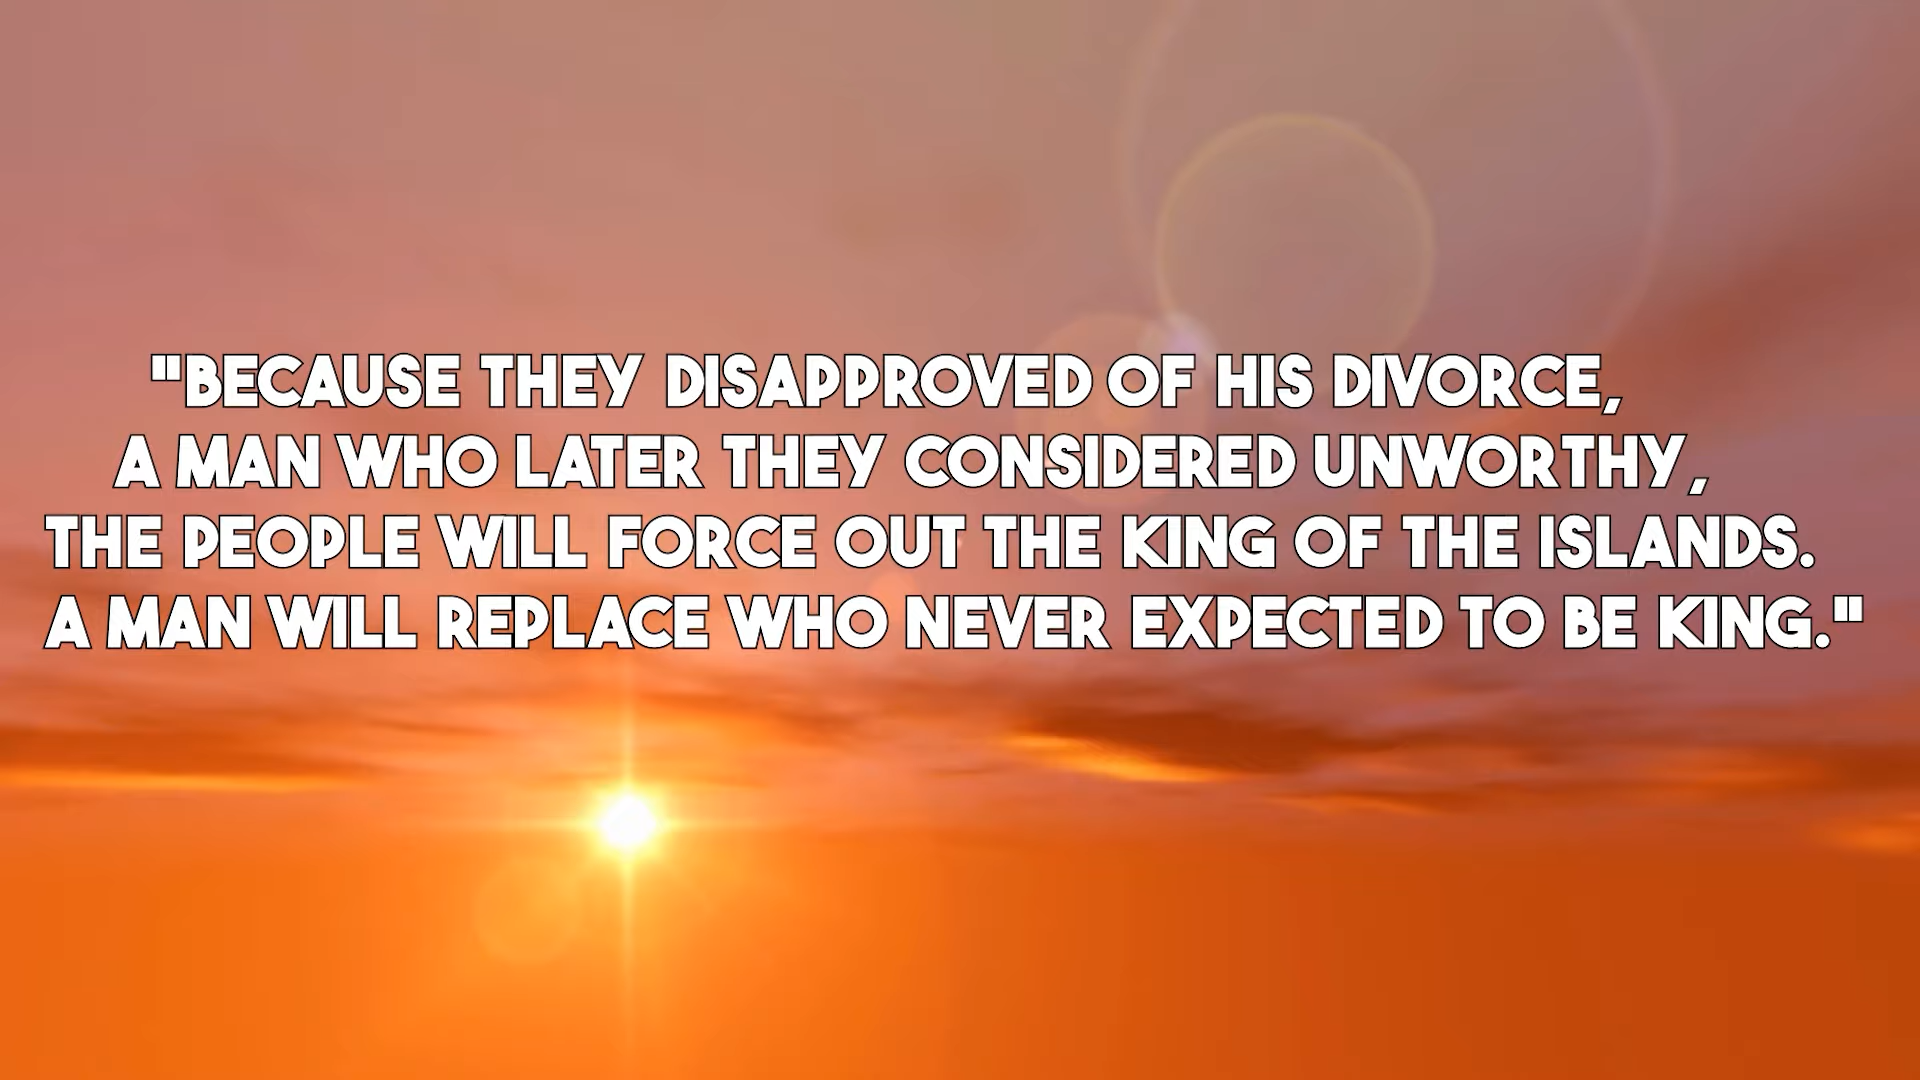 "BECAUSE THEY DISAPPROVED OF HIS DIVORCE,
A MAN WHO LATER THEY CONSIDERED UNWORTHY,
THE PEOPLE WILL FORCE OUT THE KING OF THE ISLANDS.
A MAN WILL REPLACE WHO NEVER EXPECTED TO BE KING."